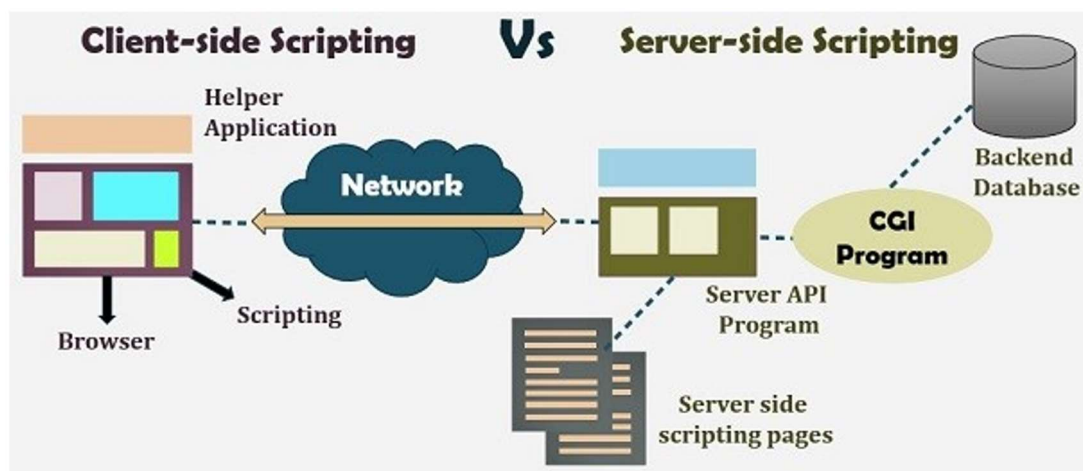 Client-side Scripting Vs Server-side Scripting
Helper
Application
Network
Browser
Scripting
Backend
Database
CGI
Program
Server API
Program
Server side
scripting pages